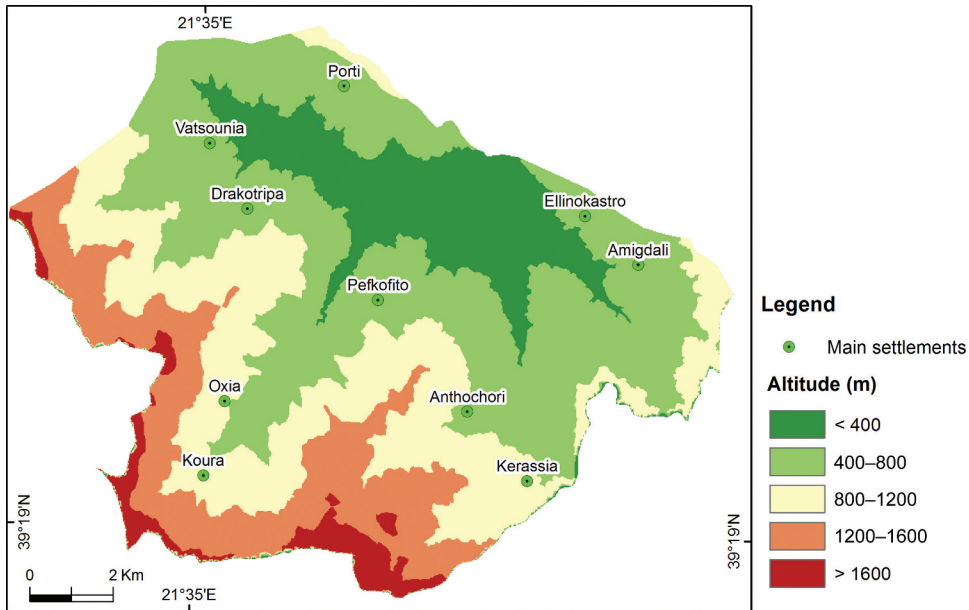 21°35'E
Porti
Vatsounia
Drakotripa
Ellinokastro
Amigdali
Pefkofito
Oxia
Anthochori
Koura
Kerassia
39°19'N
39°19'N
0 2 Km
21°35'E
Legend
Main settlements
Altitude (m)
< 400
400–800
800–1200
1200–1600
> 1600